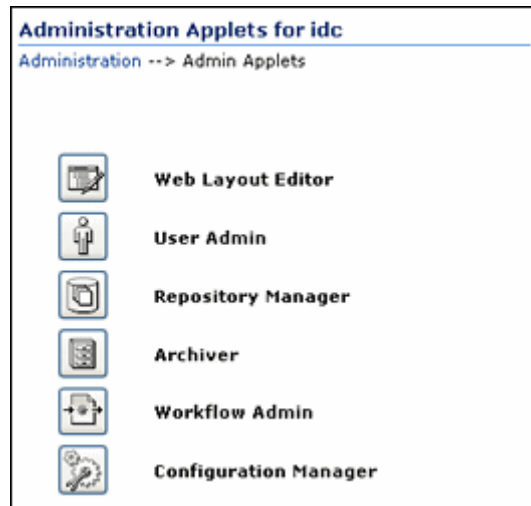 Administration Applets for idc
Administration --> Admin Applets
Web Layout Editor
User Admin
Repository Manager
Archiver
Workflow Admin
Configuration Manager